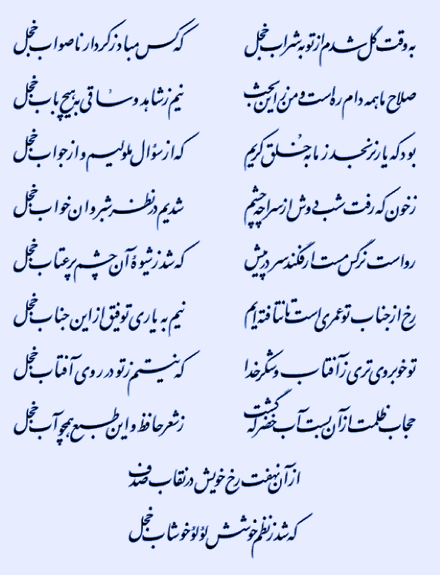 به وقت گل شدم از توبه شراب خجل که کس مباد ز کردار ناصواب خجل
صلاح ما همه دام ره است و من زین بحث نیم ز شاهد و ساقی به هیچ باب خجل
بود که یار نرنجد ز ما به خلق کریم که از سؤال ملولیم و از جواب خجل
ز خون که رفت شب دوش از سراچه چشم شدیم در نظر شبروان خواب خجل
رواست نرگس مست ار فکند سر در پیش که شد ز شیوهٔ آن چشم پر عتاب خجل
رخ از جناب تو عمری است تا نتافته‌ایم نیم به یاری توفیق از این جناب خجل
تو خوبروی تری ز آفتاب و شکر خدا که نیستم ز تو در روی آفتاب خجل
حجاب ظلمت از آن بست آب خضر که گشت ز شعر حافظ و این طبع همچو آب خجل
از آن نهفت رخ خویش در نقاب صدف
که شد ز نظم خوشش لؤلؤ خوشاب خجل